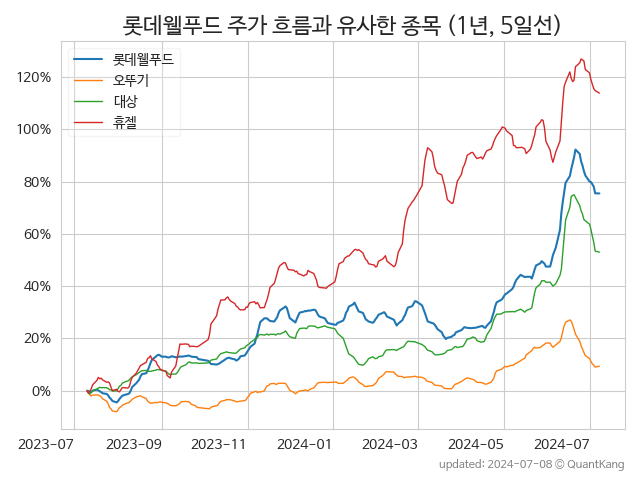 롯데웰푸드 주가 흐름과 유사한 종목 (1년, 5일선)
롯데웰푸드
오뚜기
대상
휴젤
120%
100%
80%
60%
40%
20%
0%
2023-07 2023-09 2023-11 2024-01 2024-03 2024-05 2024-07
updated: 2024-07-08 © QuantKang